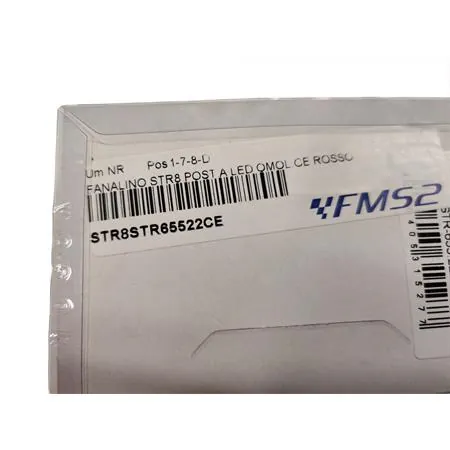 Um NR Pos 1-7-8-D
FANALINO STR8 POST A LED OMOL CE ROSSO
STR8STR65522CE
FMS2